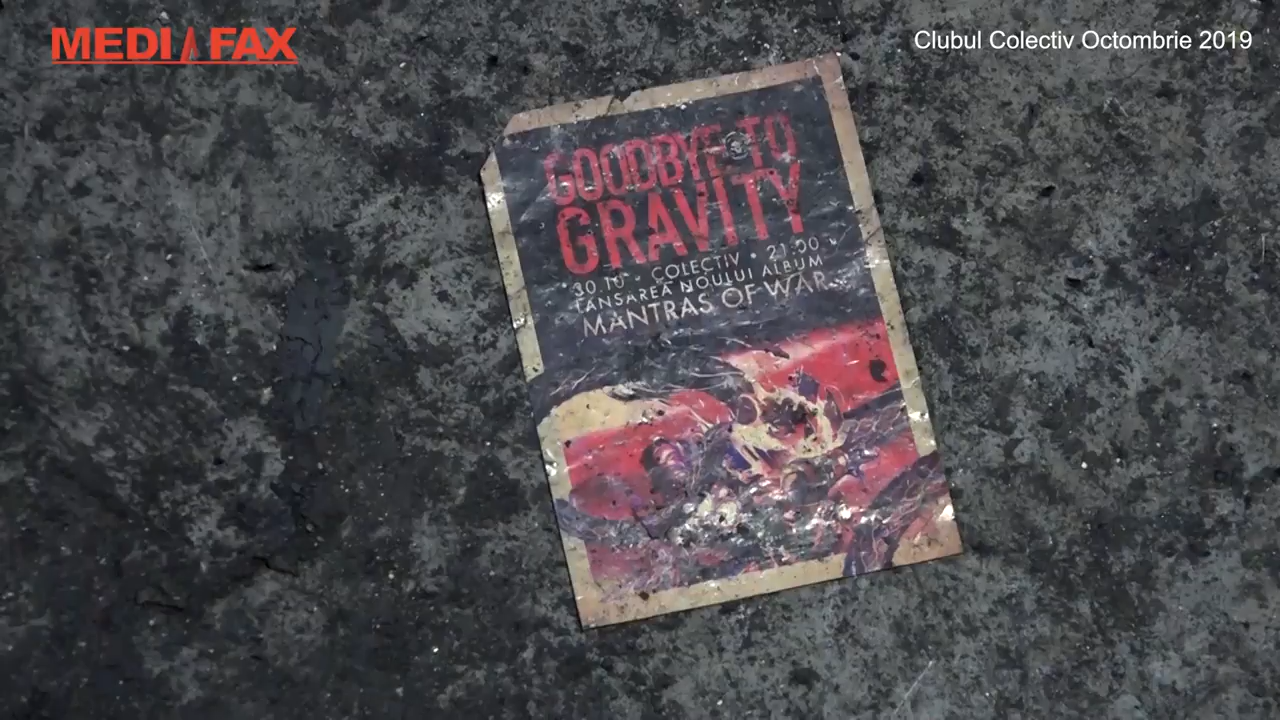 MEDIAFAX
Clubul Colectiv Octombrie 2019
GOODBYE TO
GRAVITY
30.10 - COLECTIV • 21:00
LANSAREA NOULUI ALBUM
MANTRAS OF WAR